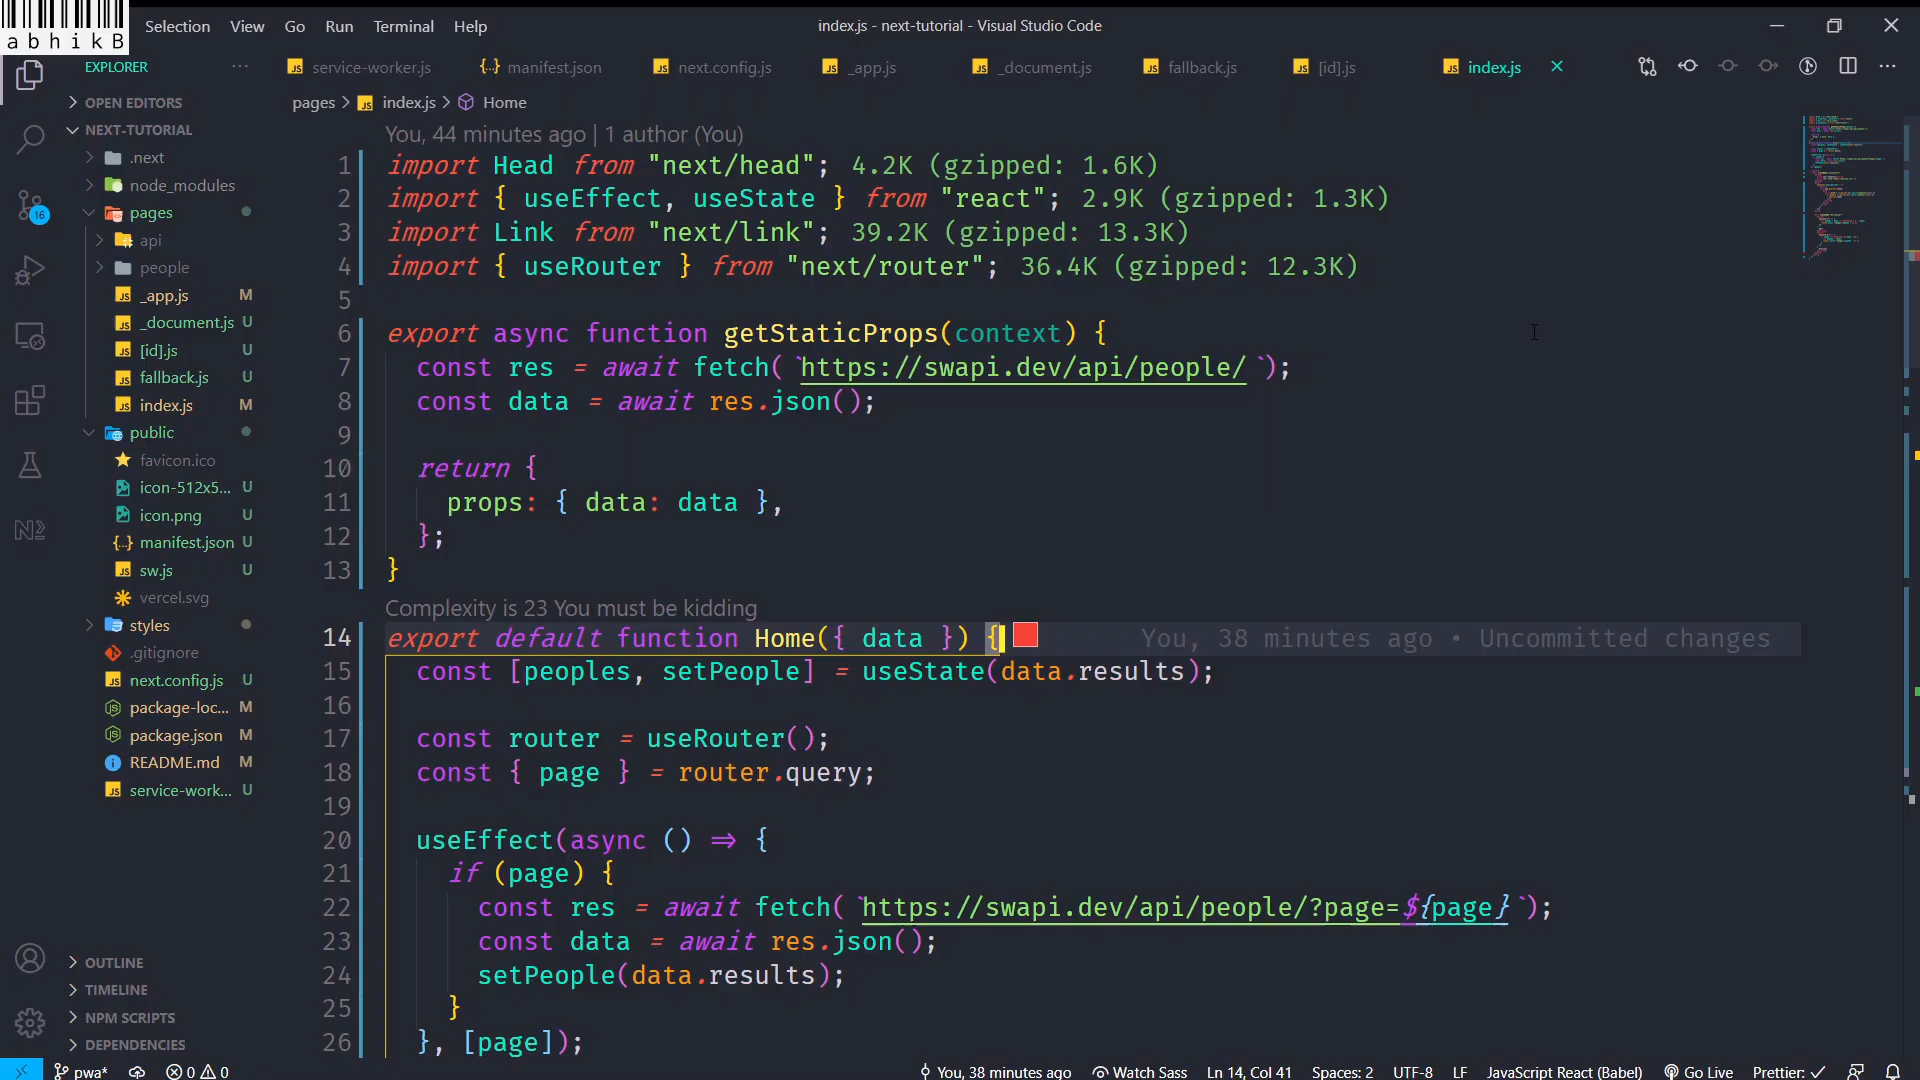 abhikB
Selection View Go Run Terminal Help
index.js - next-tutorial - Visual Studio Code
EXPLORER
service-worker.js manifest.json next.config.js _app.js _document.js fallback.js [id].js index.js
OPEN EDITORS
pages > index.js > Home
NEXT-TUTORIAL
.next
node_modules
pages
api
people
_app.js M
_document.js U
[id].js U
fallback.js U
index.js M
public
favicon.ico
icon-512x5... U
icon.png U
manifest.json U
sw.js U
vercel.svg
styles
.gitignore
next.config.js U
package-loc... M
package.json M
README.md M
service-work... U
OUTLINE
TIMELINE
NPM SCRIPTS
DEPENDENCIES
16
You, 44 minutes ago | 1 author (You)
1 import Head from "next/head"; 4.2K (gzipped: 1.6K)
2 import { useEffect, useState } from "react"; 2.9K (gzipped: 1.3K)
3 import Link from "next/link"; 39.2K (gzipped: 13.3K)
4 import { useRouter } from "next/router"; 36.4K (gzipped: 12.3K)
5
6 export async function getStaticProps(context) {
7 const res = await fetch(`https://swapi.dev/api/people/`);
8 const data = await res.json();
9
10 return {
11 props: { data: data },
12 };
13 }
Complexity is 23 You must be kidding
14 export default function Home({ data }) { You, 38 minutes ago • Uncommitted changes
15 const [peoples, setPeople] = useState(data.results);
16
17 const router = useRouter();
18 const { page } = router.query;
19
20 useEffect(async () => {
21 if (page) {
22 const res = await fetch(`https://swapi.dev/api/people/?page=${page}`);
23 const data = await res.json();
24 setPeople(data.results);
25 }
26 }, [page]);
pwa* 0 0 You, 38 minutes ago Watch Sass Ln 14, Col 41 Spaces: 2 UTF-8 LF JavaScript React (Babel) Go Live Prettier: ✓